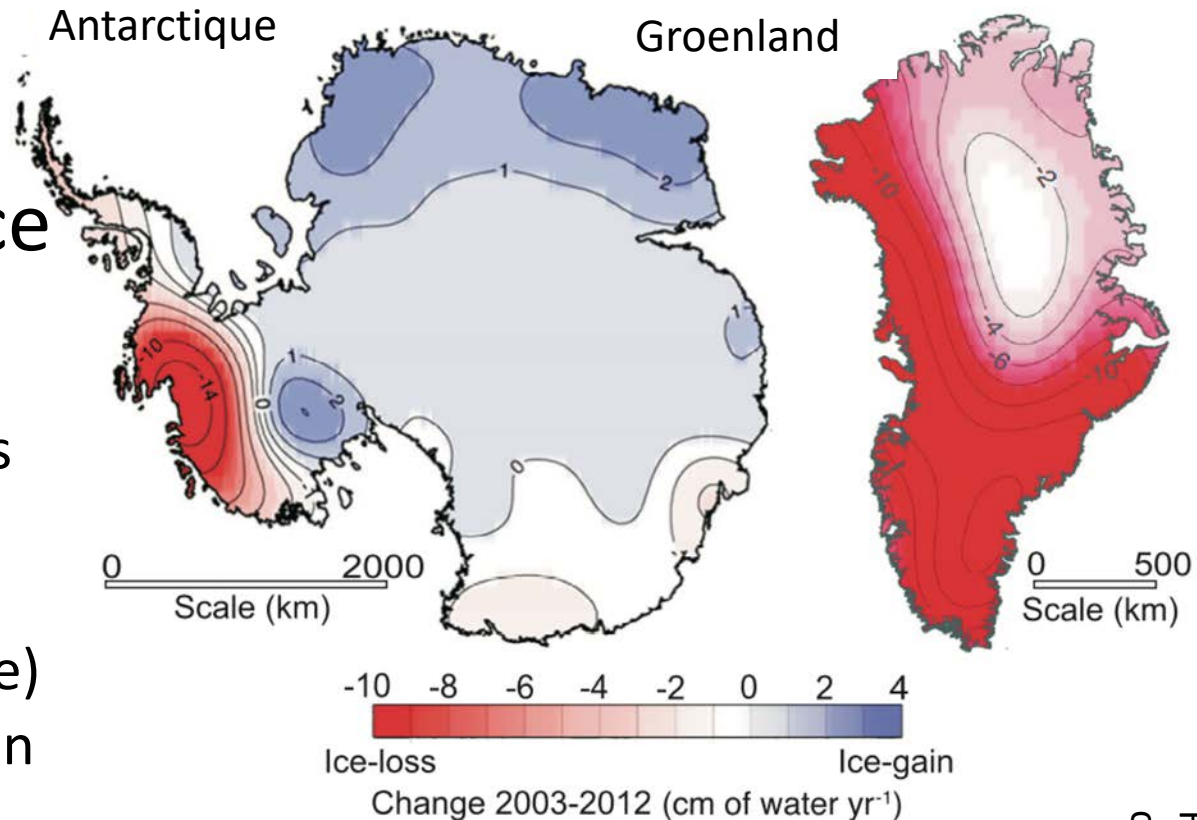 Antarctique
Groenland
ce
s
e)
n
1
2
1
1
2
0
0
-10
-14
-10
-2
-4
-6
-10
0 2000
Scale (km)
0 500
Scale (km)
-10 -8 -6 -4 -2 0 2 4
Ice-loss Ice-gain
Change 2003-2012 (cm of water yr⁻¹)